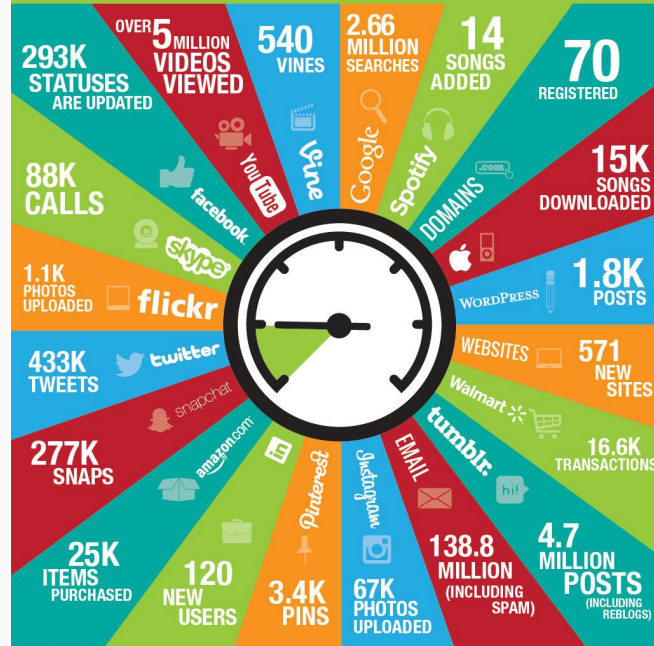 293K
STATUSES
ARE UPDATED
facebook
OVER 5 MILLION
VIDEOS
VIEWED
YouTube
540
VINES
Vine
2.66
MILLION
SEARCHES
Google
14
SONGS
ADDED
Spotify
70
REGISTERED
.com
DOMAINS
15K
SONGS
DOWNLOADED
WORDPRESS
1.8K
POSTS
WEBSITES
571
NEW
SITES
Walmart
16.6K
TRANSACTIONS
tumblr.
hi!
4.7
MILLION
POSTS
(INCLUDING
REBLOGS)
EMAIL
138.8
MILLION
(INCLUDING
SPAM)
Instagram
67K
PHOTOS
UPLOADED
Pinterest
3.4K
PINS
in
120
NEW
USERS
amazon.com
25K
ITEMS
PURCHASED
snapchat
277K
SNAPS
twitter
433K
TWEETS
flickr
1.1K
PHOTOS
UPLOADED
skype
88K
CALLS